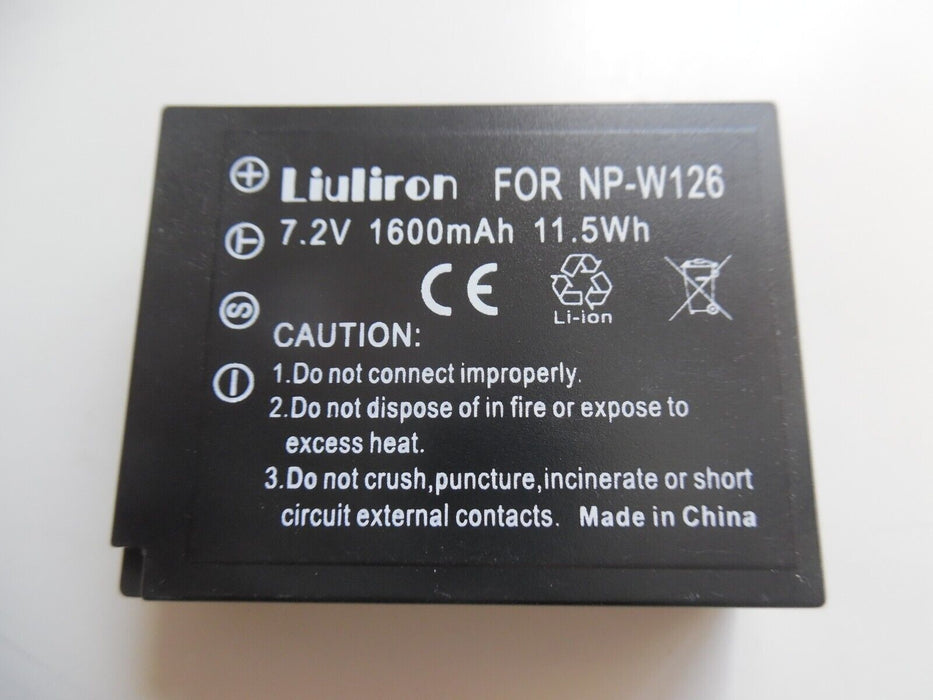 + Liuliron FOR NP-W126
T 7.2V 1600mAh 11.5Wh
CE
S Li-ion
CAUTION:
- 1.Do not connect improperly.
2.Do not dispose of in fire or expose to
excess heat.
3.Do not crush,puncture,incinerate or short
circuit external contacts. Made in China